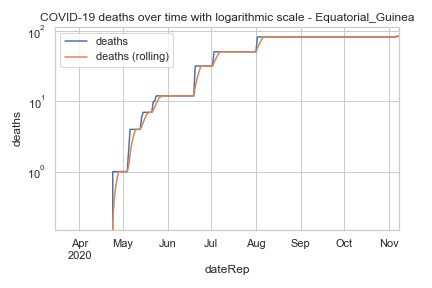 COVID-19 deaths over time with logarithmic scale - Equatorial_Guinea
deaths
deaths (rolling)
10²
10¹
10⁰
deaths
Apr
2020
May
Jun
Jul
Aug
Sep
Oct
Nov
dateRep